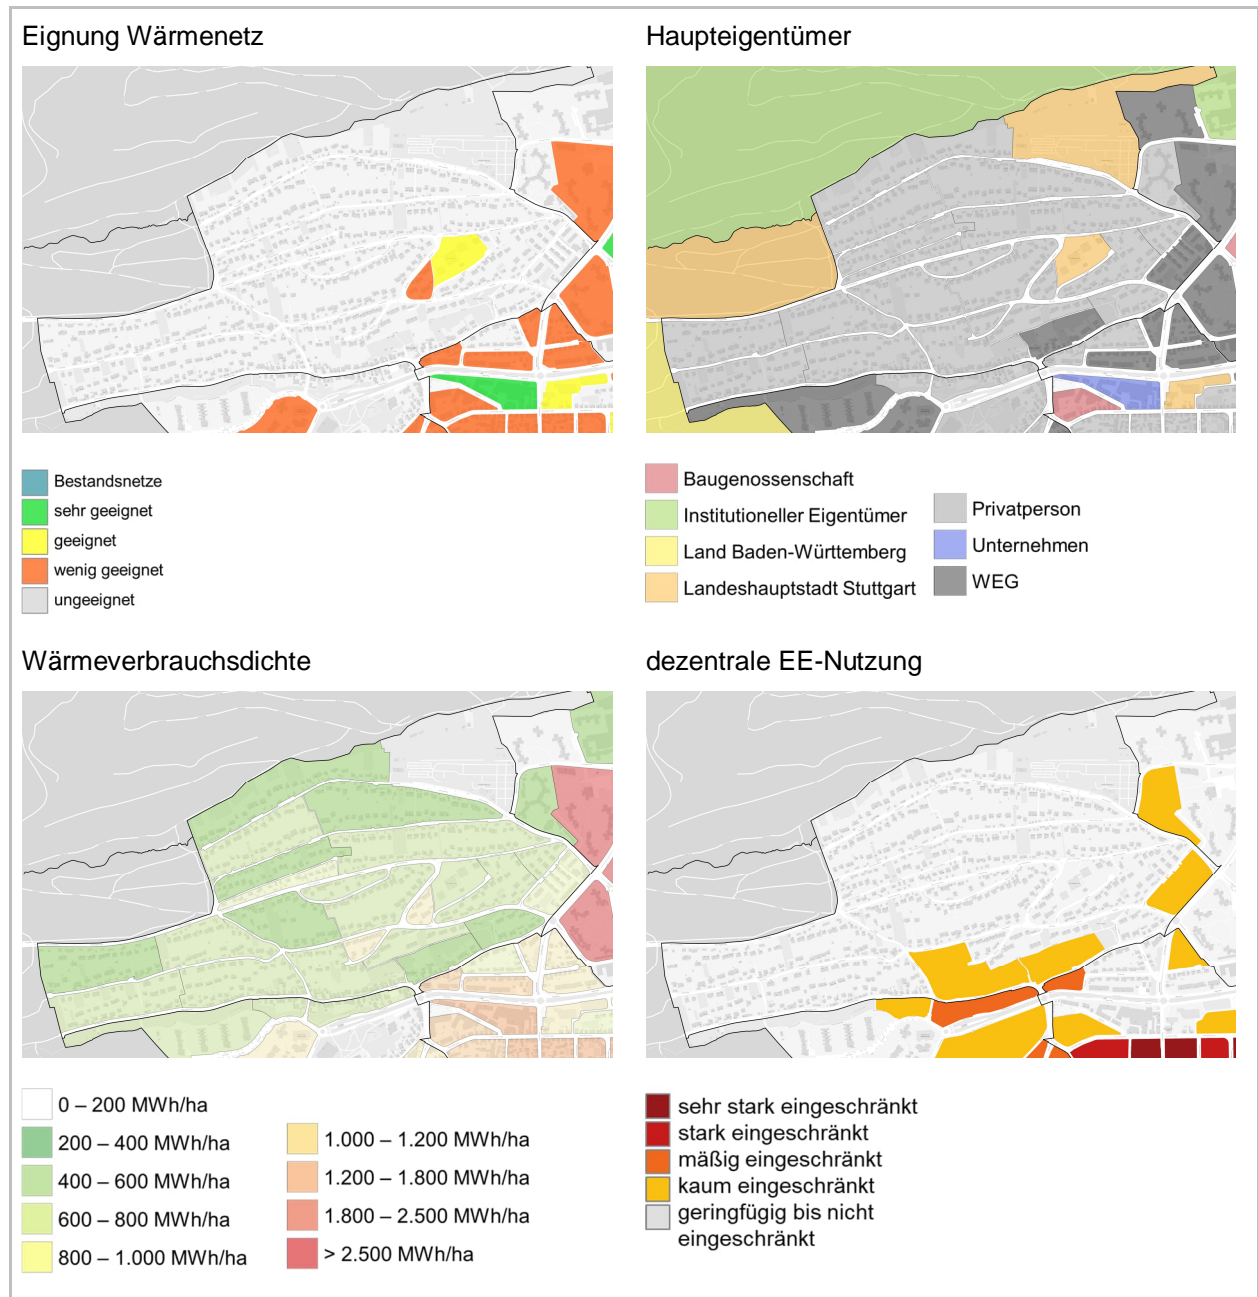 Eignung Wärmenetz
Haupteigentümer
Bestandsnetze
sehr geeignet
geeignet
wenig geeignet
ungeeignet
Baugenossenschaft
Institutioneller Eigentümer
Land Baden-Württemberg
Landeshauptstadt Stuttgart
Privatperson
Unternehmen
WEG
Wärmeverbrauchsdichte
dezentrale EE-Nutzung
0 – 200 MWh/ha
200 – 400 MWh/ha
400 – 600 MWh/ha
600 – 800 MWh/ha
800 – 1.000 MWh/ha
1.000 – 1.200 MWh/ha
1.200 – 1.800 MWh/ha
1.800 – 2.500 MWh/ha
> 2.500 MWh/ha
sehr stark eingeschränkt
stark eingeschränkt
mäßig eingeschränkt
kaum eingeschränkt
geringfügig bis nicht
eingeschränkt